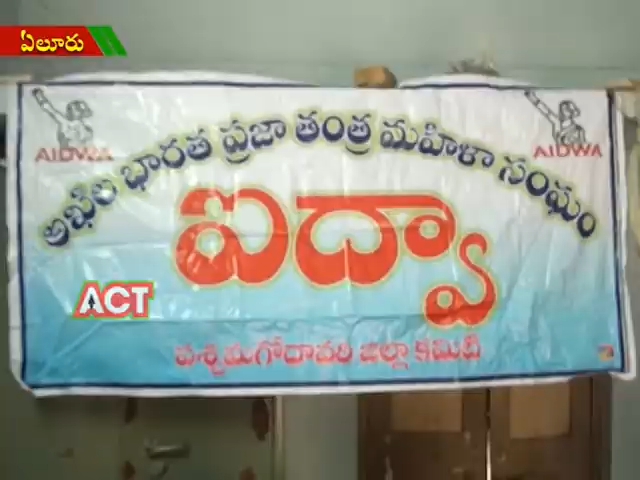 ఏలూరు
AIDWA
AIDWA
అఖిల భారత ప్రజా తంత్ర మహిళా సంఘం
ఐద్వా
ACT
పశ్చిమగోదావరి జిల్లా కమిటి